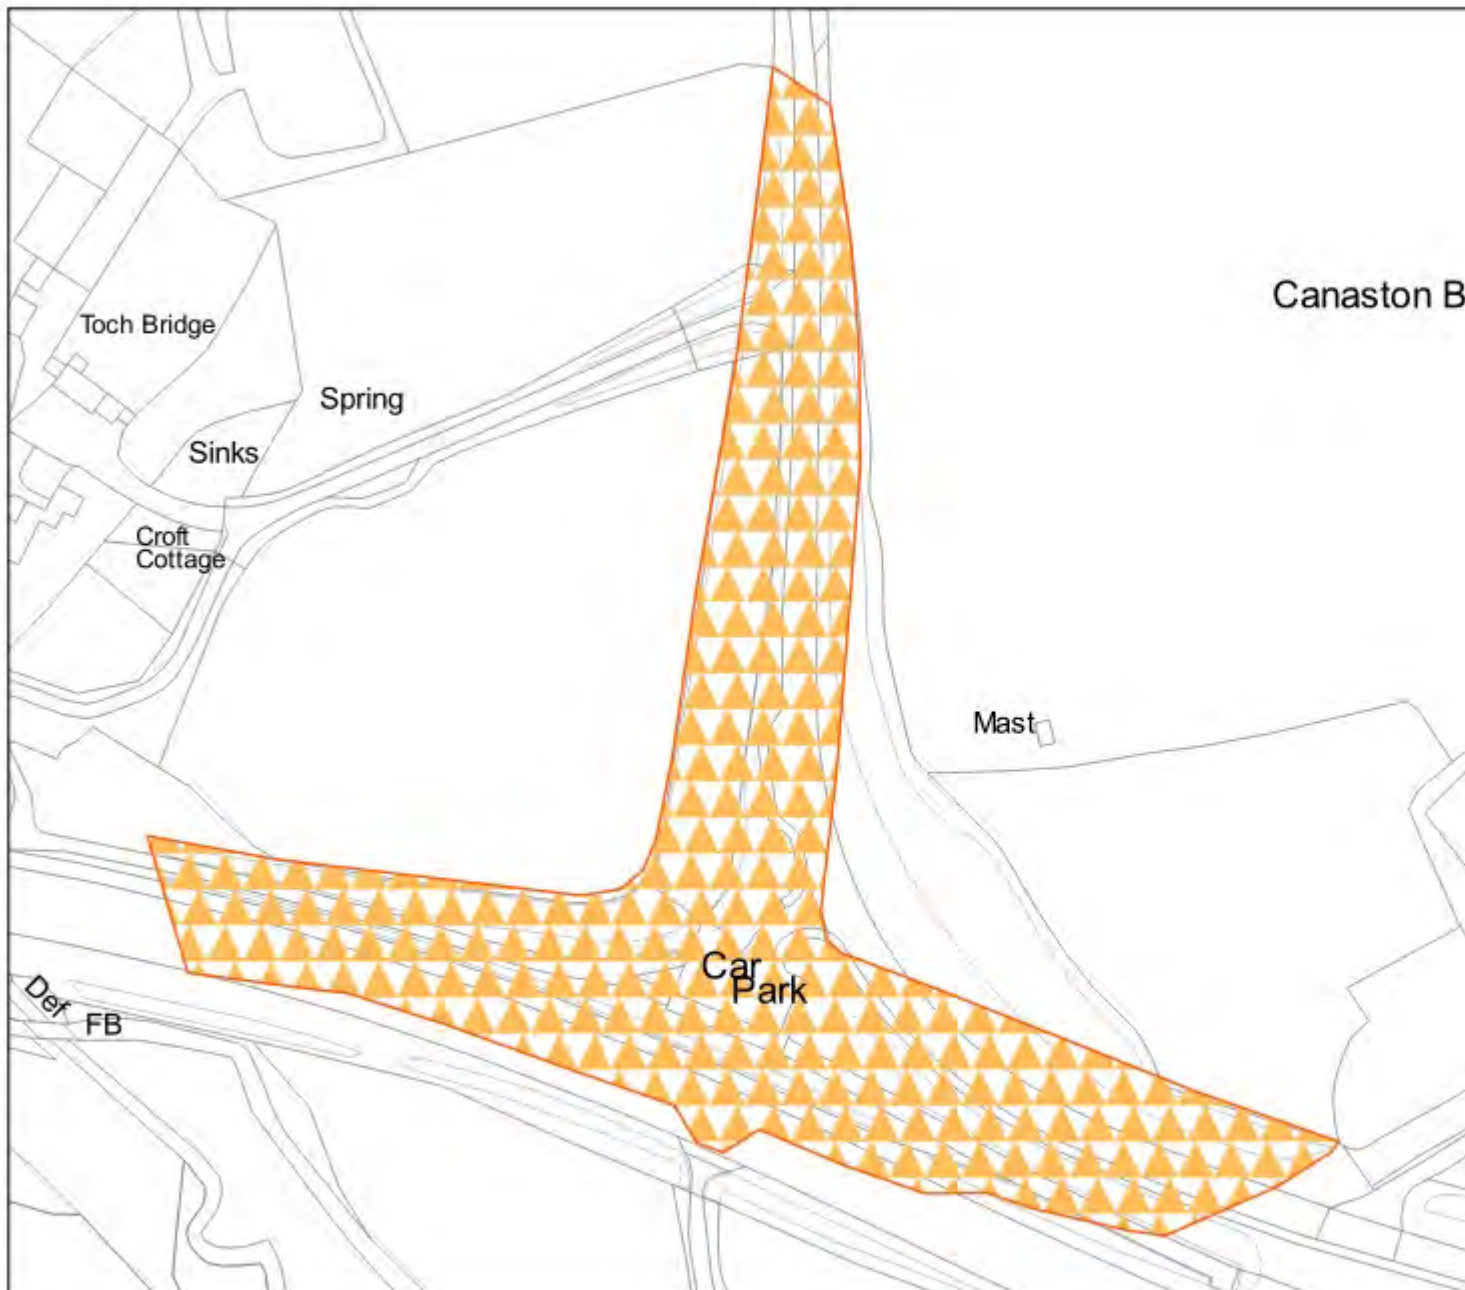 Canaston B
Toch Bridge
Spring
Sinks
Croft
Cottage
Mast
Car
Park
Def
FB